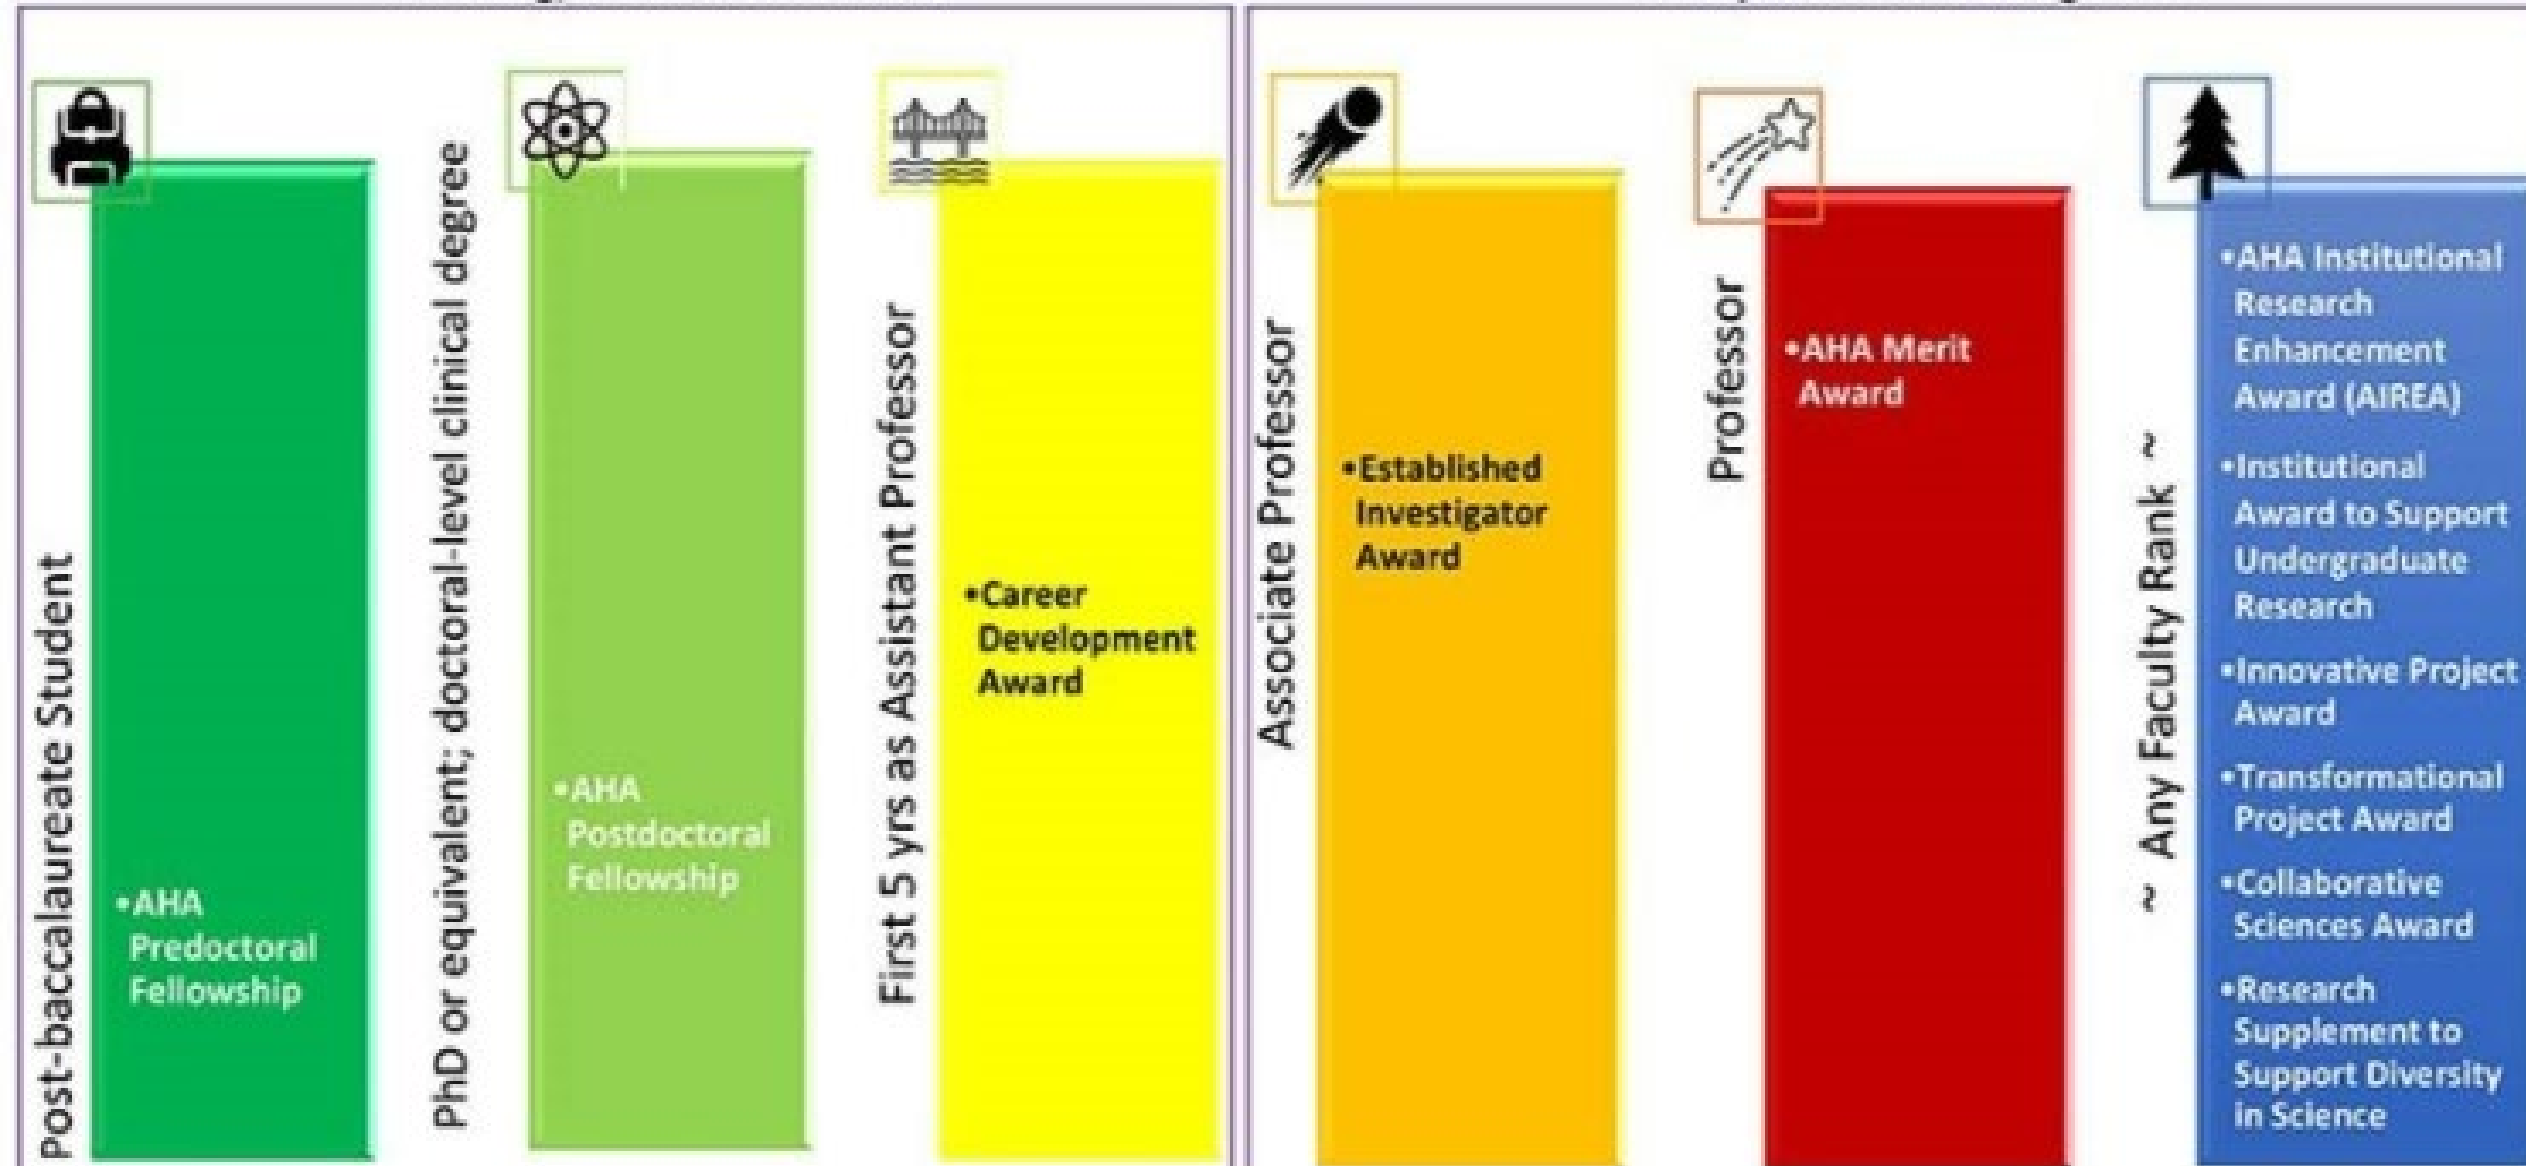 Post-baccalaureate Student
•AHA
Predoctoral
Fellowship
PhD or equivalent; doctoral-level clinical degree
•AHA
Postdoctoral
Fellowship
First 5 yrs as Assistant Professor
•Career
Development
Award
Associate Professor
•Established
Investigator
Award
Professor
•AHA Merit
Award
~ Any Faculty Rank ~
•AHA Institutional
Research
Enhancement
Award (AIREA)
•Institutional
Award to Support
Undergraduate
Research
•Innovative Project
Award
•Transformational
Project Award
•Collaborative
Sciences Award
•Research
Supplement to
Support Diversity
in Science